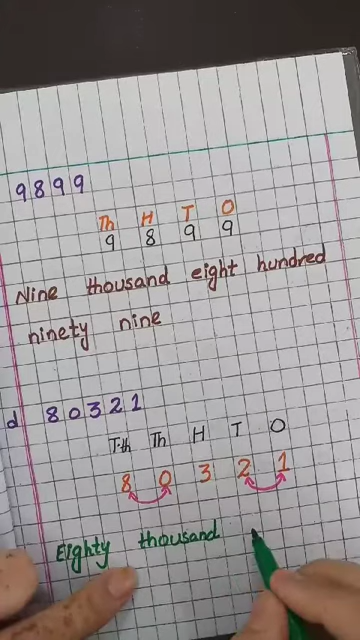 9899
Th H T O
9 8 9 9
Nine thousand eight hundred
ninety nine
d 80321
Tth Th H T O
8 0 3 2 1
Eighty thousand